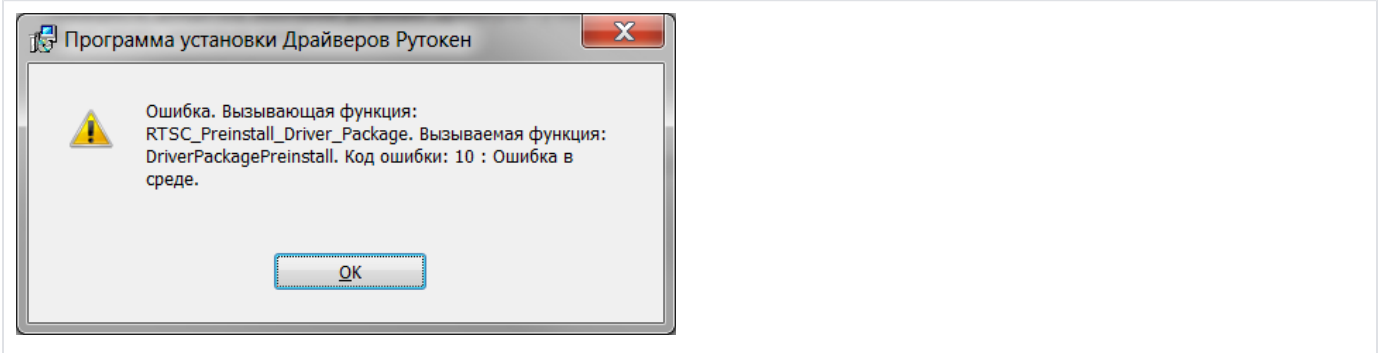 Программа установки Драйверов Рутокен
Ошибка. Вызывающая функция:
RTSC_Preinstall_Driver_Package. Вызываемая функция:
DriverPackagePreinstall. Код ошибки: 10 : Ошибка в
среде.
OK